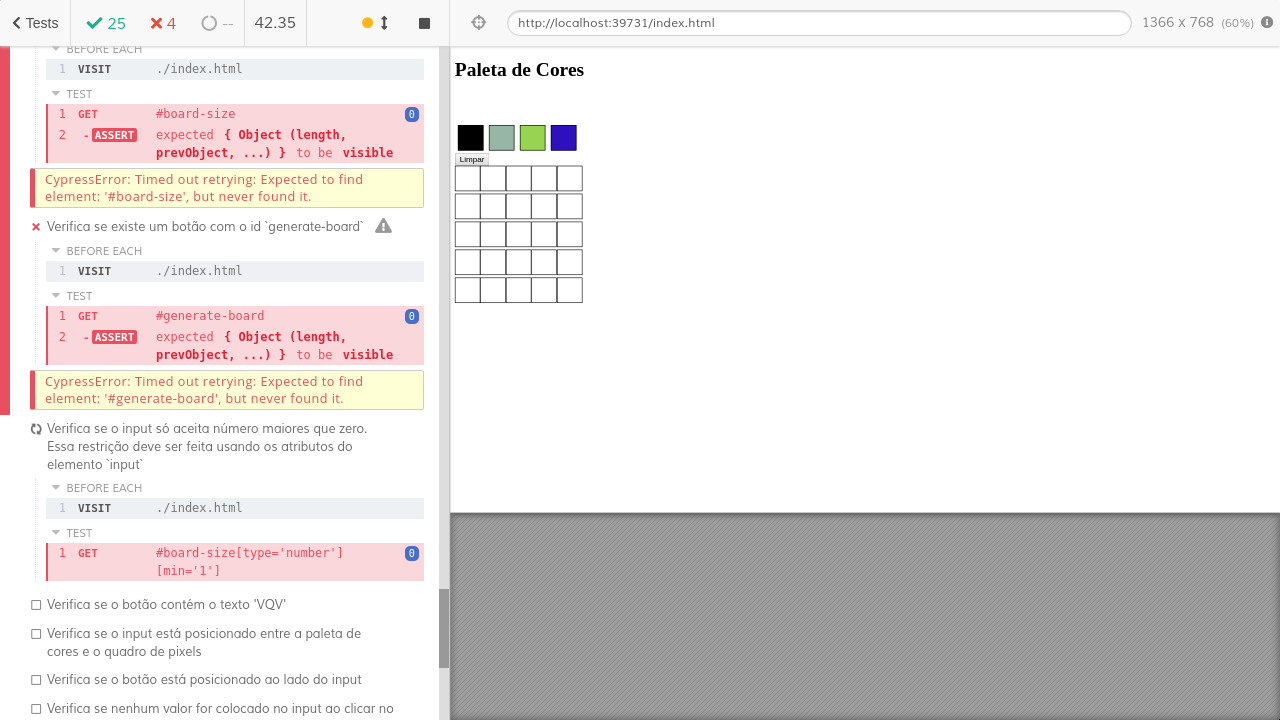 Tests
25
4
--
42.35
http://localhost:39731/index.html
1366 x 768 (60%)
BEFORE EACH
1 VISIT ./index.html
TEST
1 GET #board-size 0
2 -ASSERT expected { Object (length,
prevObject, ...) } to be visible
CypressError: Timed out retrying: Expected to find
element: '#board-size', but never found it.
Verifica se existe um botão com o id `generate-board`
BEFORE EACH
1 VISIT ./index.html
TEST
1 GET #generate-board 0
2 -ASSERT expected { Object (length,
prevObject, ...) } to be visible
CypressError: Timed out retrying: Expected to find
element: '#generate-board', but never found it.
Verifica se o input só aceita número maiores que zero.
Essa restrição deve ser feita usando os atributos do
elemento `input`
BEFORE EACH
1 VISIT ./index.html
TEST
1 GET #board-size[type='number'] 0
[min='1']
Verifica se o botão contém o texto 'VQV'
Verifica se o input está posicionado entre a paleta de
cores e o quadro de pixels
Verifica se o botão está posicionado ao lado do input
Verifica se nenhum valor for colocado no input ao clicar no
Paleta de Cores
Limpar